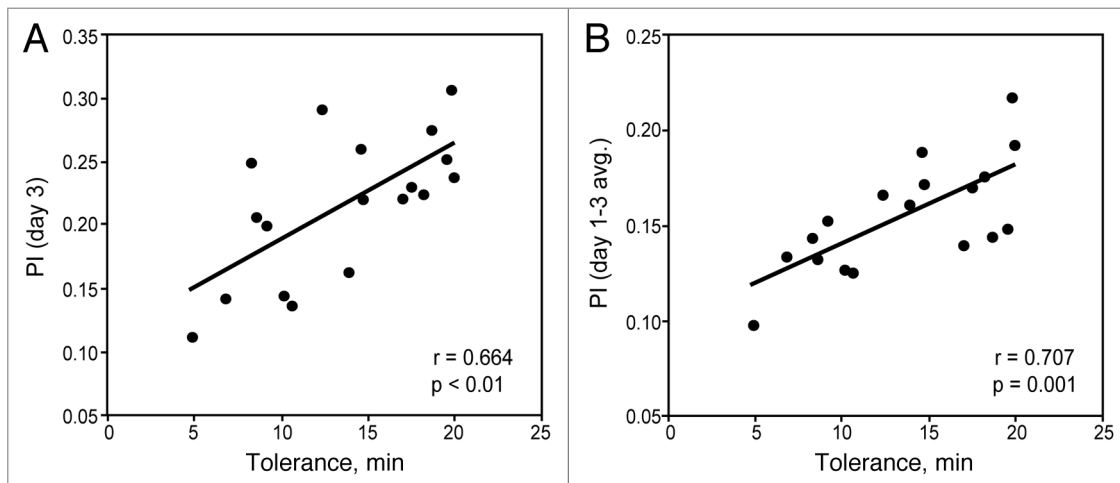 A
0.35
0.30
0.25
0.20
0.15
0.10
0.05
PI (day 3)
r = 0.664
p < 0.01
0 5 10 15 20 25
Tolerance, min
B
0.25
0.20
0.15
0.10
0.05
PI (day 1-3 avg.)
r = 0.707
p = 0.001
0 5 10 15 20 25
Tolerance, min